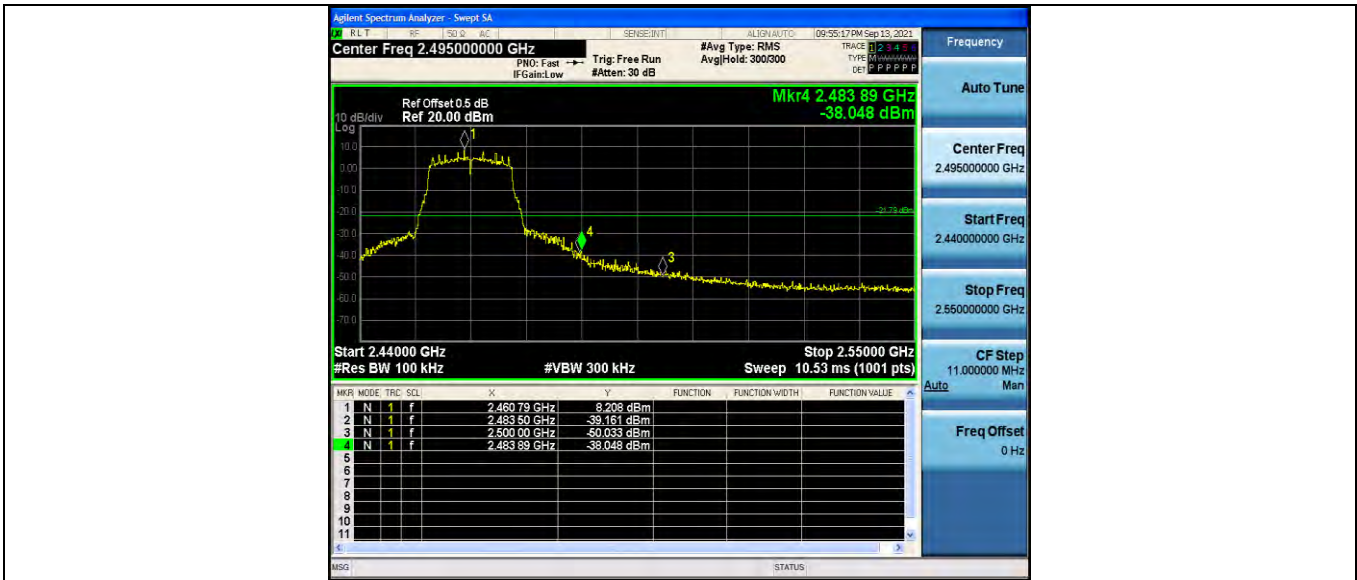 Agilent Spectrum Analyzer - Swept SA
RLT RF 50 Ω AC SENSE:INT ALIGNAUTO 09:55:17PM Sep 13, 2021
Center Freq 2.495000000 GHz #Avg Type: RMS TRACE 1 2 3 4 5 6
PNO: Fast Trig: Free Run Avg|Hold: 300/300 TYPE M
IFGain:Low #Atten: 30 dB DET P P P P P P
Mkr4 2.483 89 GHz
Ref Offset 0.5 dB
10 dB/div Ref 20.00 dBm -38.048 dBm
Log
1
10.0
0.00
-10.0
-20.0 -21.79 dBm
-30.0 4
-40.0 3
-50.0
-60.0
-70.0
Start 2.44000 GHz Stop 2.55000 GHz
#Res BW 100 kHz #VBW 300 kHz Sweep 10.53 ms (1001 pts)
MKR MODE TRC SCL X Y FUNCTION FUNCTION WIDTH FUNCTION VALUE
1 N 1 f 2.460 79 GHz 8.208 dBm
2 N 1 f 2.483 50 GHz -39.161 dBm
3 N 1 f 2.500 00 GHz -50.033 dBm
4 N 1 f 2.483 89 GHz -38.048 dBm
5
6
7
8
9
10
11
MSG STATUS
Frequency
Auto Tune
Center Freq
2.495000000 GHz
Start Freq
2.440000000 GHz
Stop Freq
2.550000000 GHz
CF Step
11.000000 MHz
Auto Man
Freq Offset
0 Hz